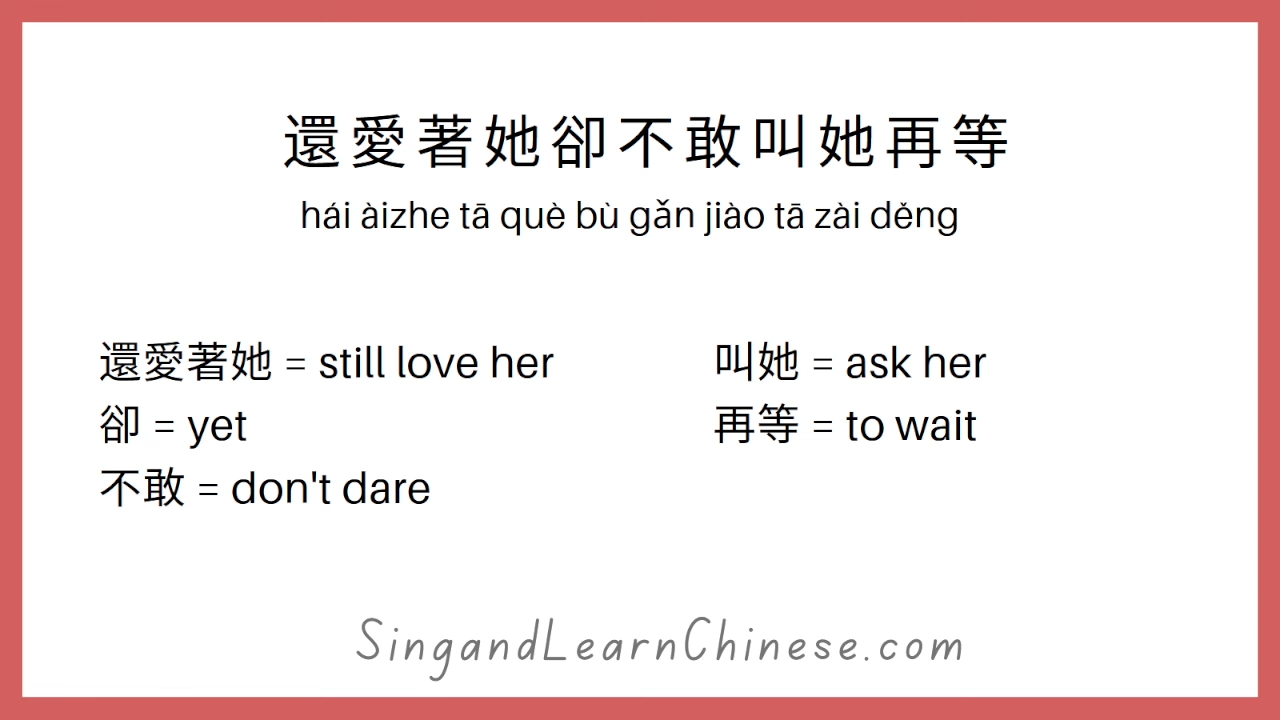 還愛著她卻不敢叫她再等
hái àizhe tā què bù gǎn jiào tā zài děng
還愛著她 = still love her
卻 = yet
不敢 = don't dare
叫她 = ask her
再等 = to wait
SingandLearnChinese.com